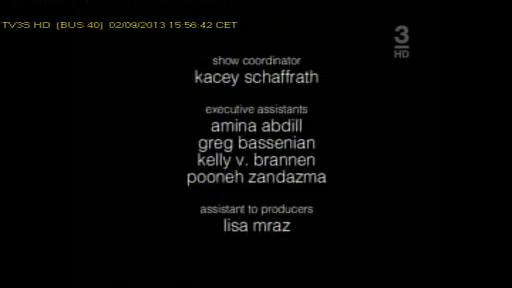 TV3S HD [BUS 40] 02/09/2013 15:56:42 CET
3
HD
show coordinator
kacey schaffrath
executive assistants
amina abdill
greg bassenian
kelly v. brannen
pooneh zandazma
assistant to producers
lisa mraz